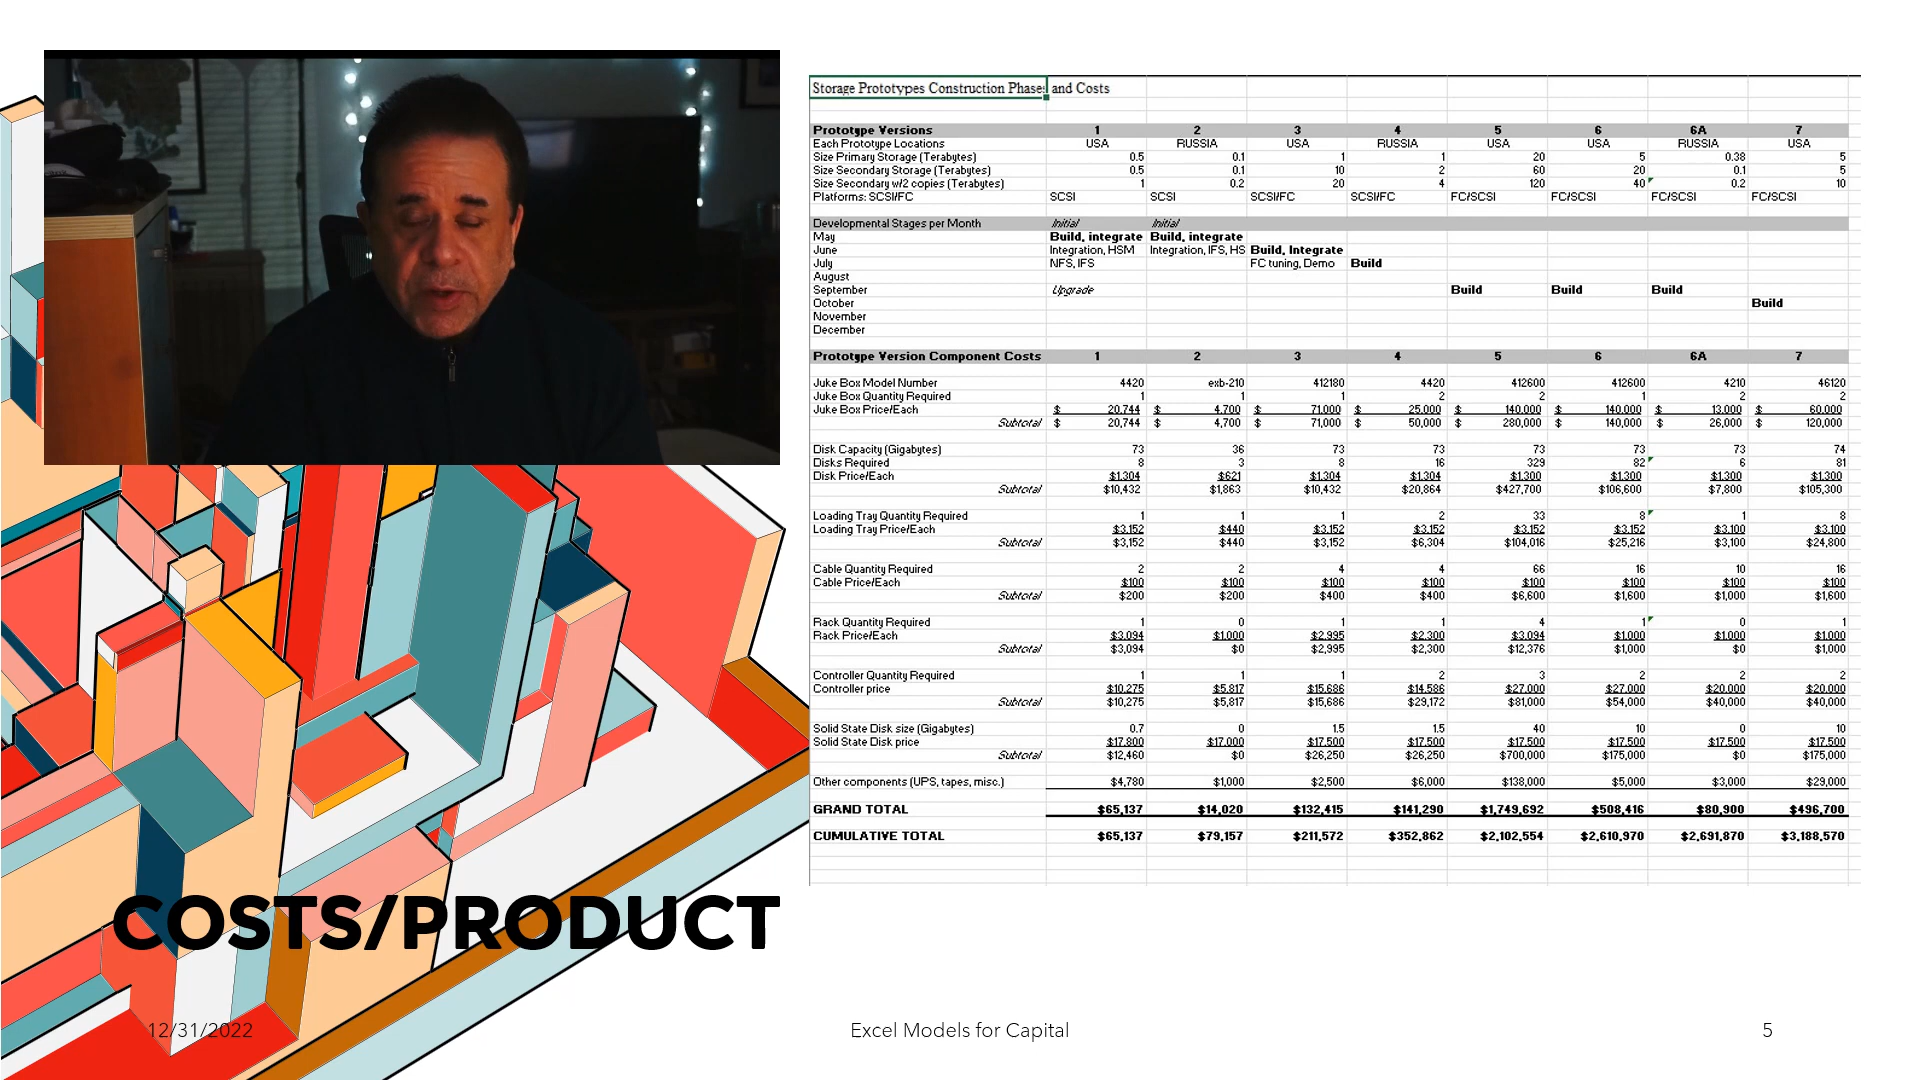 Storage Prototypes Construction Phases and Costs
Prototype Versions 1 2 3 4 5 6 6A 7
Each Prototype Locations USA RUSSIA USA RUSSIA USA USA RUSSIA USA
Size Primary Storage (Terabytes) 0.5 0.1 1 1 20 5 0.38 5
Size Secondary Storage (Terabytes) 0.5 0.1 10 2 60 20 0.1 5
Size Secondary w/2 copies (Terabytes) 1 0.2 20 4 120 40 0.2 10
Platforms: SCSI/FC SCSI SCSI SCSI/FC SCSI/FC FC/SCSI FC/SCSI FC/SCSI FC/SCSI
Developmental Stages per Month Initial Initial
May Build, integrate Build, integrate
June Integration, HSM Integration, IFS, HS Build, Integrate
July NFS, IFS FC tuning, Demo Build
August
September Upgrade Build Build Build
October Build
November
December
Prototype Version Component Costs 1 2 3 4 5 6 6A 7
Juke Box Model Number 4420 exb-210 412180 4420 412600 412600 4210 46120
Juke Box Quantity Required 1 1 1 2 2 1 2 2
Juke Box Price/Each $ 20,744 $ 4,700 $ 71,000 $ 25,000 $ 140,000 $ 140,000 $ 13,000 $ 60,000
Subtotal $ 20,744 $ 4,700 $ 71,000 $ 50,000 $ 280,000 $ 140,000 $ 26,000 $ 120,000
Disk Capacity (Gigabytes) 73 36 73 73 73 73 73 74
Disks Required 8 3 8 16 329 82 6 81
Disk Price/Each $1,304 $621 $1,304 $1,304 $1,300 $1,300 $1,300 $1,300
Subtotal $10,432 $1,863 $10,432 $20,864 $427,700 $106,600 $7,800 $105,300
Loading Tray Quantity Required 1 1 1 2 33 8 1 8
Loading Tray Price/Each $3,152 $440 $3,152 $3,152 $3,152 $3,152 $3,100 $3,100
Subtotal $3,152 $440 $3,152 $6,304 $104,016 $25,216 $3,100 $24,800
Cable Quantity Required 2 2 4 4 66 16 10 16
Cable Price/Each $100 $100 $100 $100 $100 $100 $100 $100
Subtotal $200 $200 $400 $400 $6,600 $1,600 $1,000 $1,600
Rack Quantity Required 1 0 1 1 4 1 0 1
Rack Price/Each $3,094 $1,000 $2,995 $2,300 $3,094 $1,000 $1,000 $1,000
Subtotal $3,094 $0 $2,995 $2,300 $12,376 $1,000 $0 $1,000
Controller Quantity Required 1 1 1 2 3 2 2 2
Controller price $10,275 $5,817 $15,686 $14,586 $27,000 $27,000 $20,000 $20,000
Subtotal $10,275 $5,817 $15,686 $29,172 $81,000 $54,000 $40,000 $40,000
Solid State Disk size (Gigabytes) 0.7 0 1.5 1.5 40 10 0 10
Solid State Disk price $17,800 $17,000 $17,500 $17,500 $17,500 $17,500 $17,500 $17,500
Subtotal $12,460 $0 $26,250 $26,250 $700,000 $175,000 $0 $175,000
Other components (UPS, tapes, misc.) $4,780 $1,000 $2,500 $6,000 $138,000 $5,000 $3,000 $29,000
GRAND TOTAL $65,137 $14,020 $132,415 $141,290 $1,749,692 $508,416 $80,900 $496,700
CUMULATIVE TOTAL $65,137 $79,157 $211,572 $352,862 $2,102,554 $2,610,970 $2,691,870 $3,188,570
COSTS/PRODUCT
12/31/2022 Excel Models for Capital 5